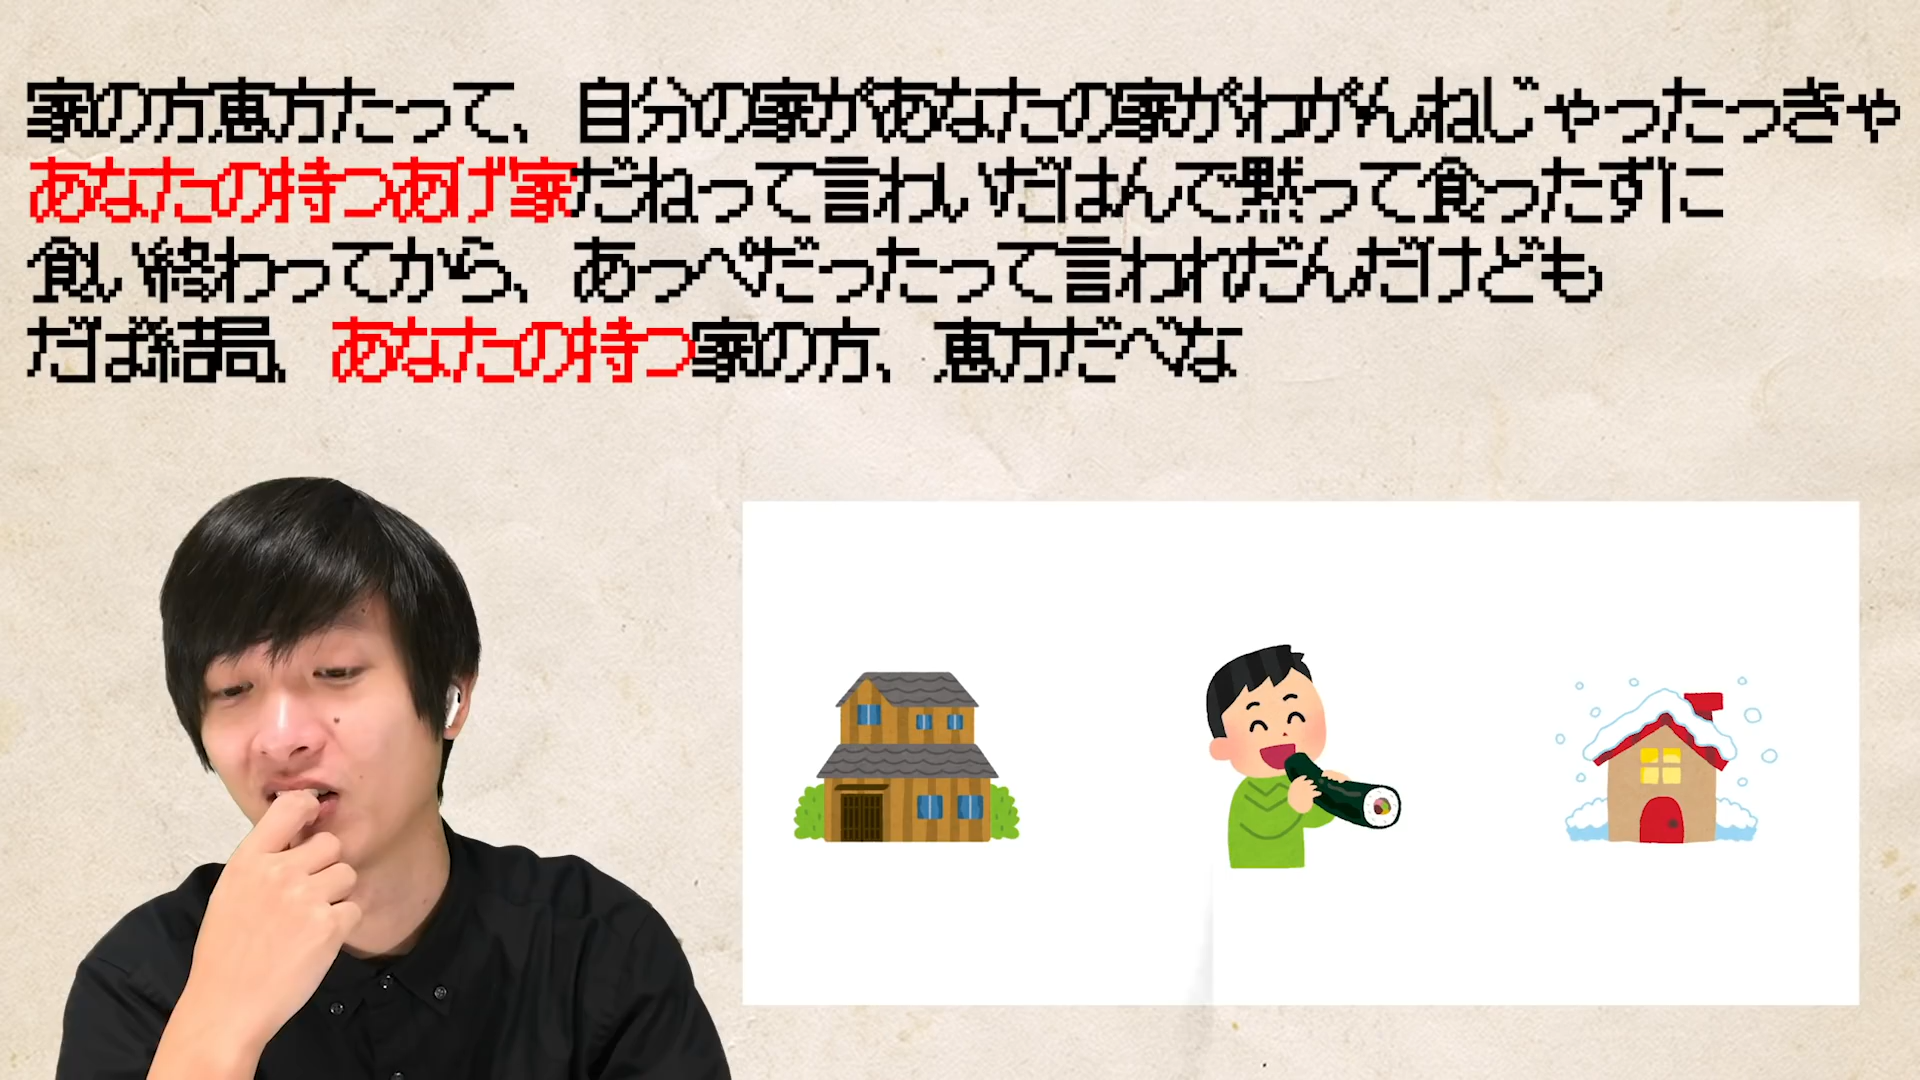 家の方恵方たって、自分の家があなたの家がわがんねじゃったっきゃ
あなたの持つあげ家だねって言わいだはんで黙って食ったずに
食い終わってから、あっぺだったって言われだんだけども
だば結局、あなたの持つ家の方、恵方だべな